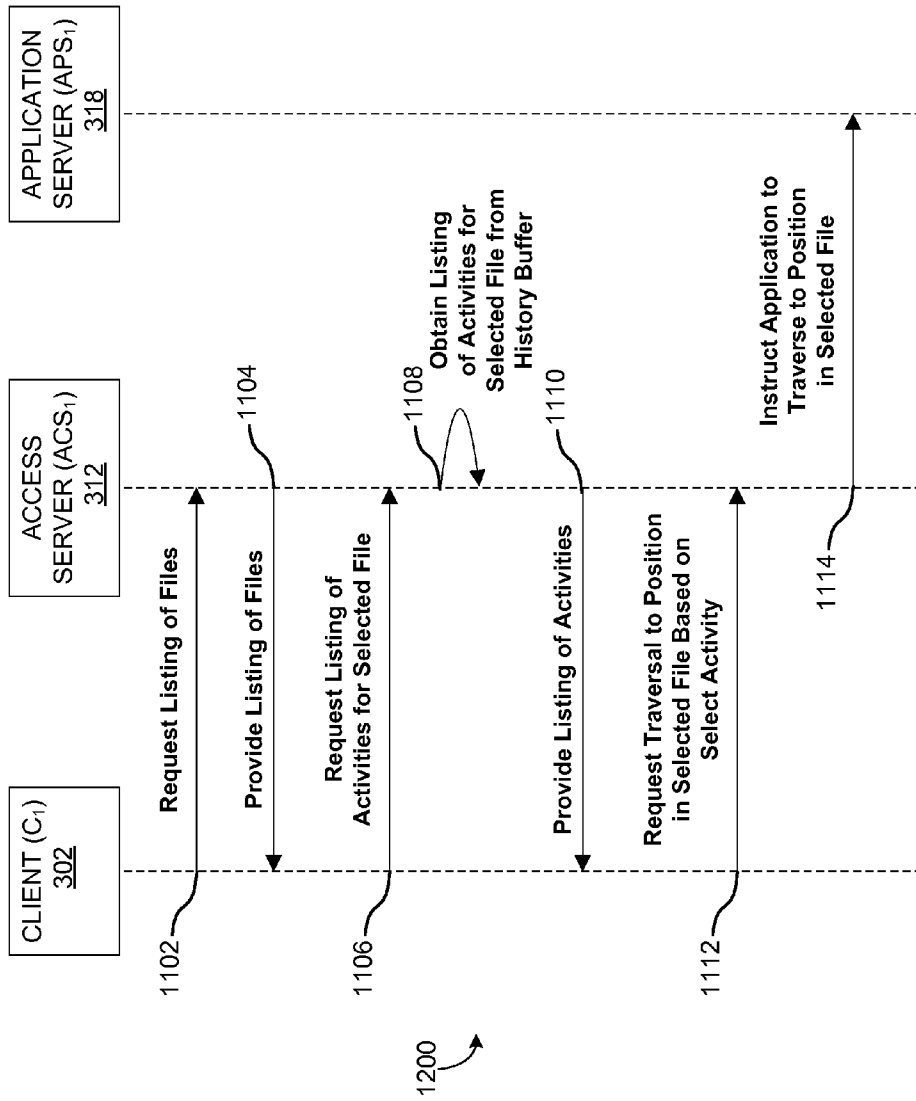 CLIENT (C₁)
302
ACCESS
SERVER (ACS₁)
312
APPLICATION
SERVER (APS₁)
318
1102
Request Listing of Files
1104
Provide Listing of Files
1106
Request Listing of
Activities for Selected File
1108
Obtain Listing
of Activities for
Selected File from
History Buffer
1110
Provide Listing of Activities
1112
Request Traversal to Position
in Selected File Based on
Select Activity
1114
Instruct Application to
Traverse to Position
in Selected File
1200